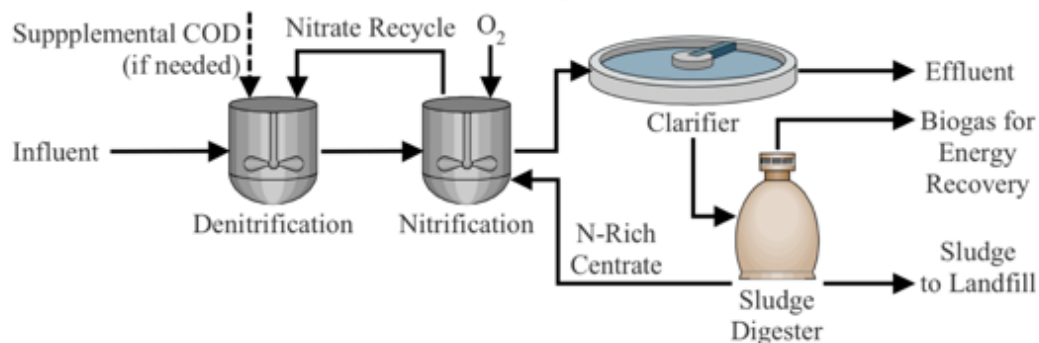 Suppplemental COD
(if needed)
Nitrate Recycle
O2
Influent
Denitrification
Nitrification
Clarifier
Effluent
Biogas for
Energy
Recovery
N-Rich
Centrate
Sludge
Digester
Sludge
to Landfill